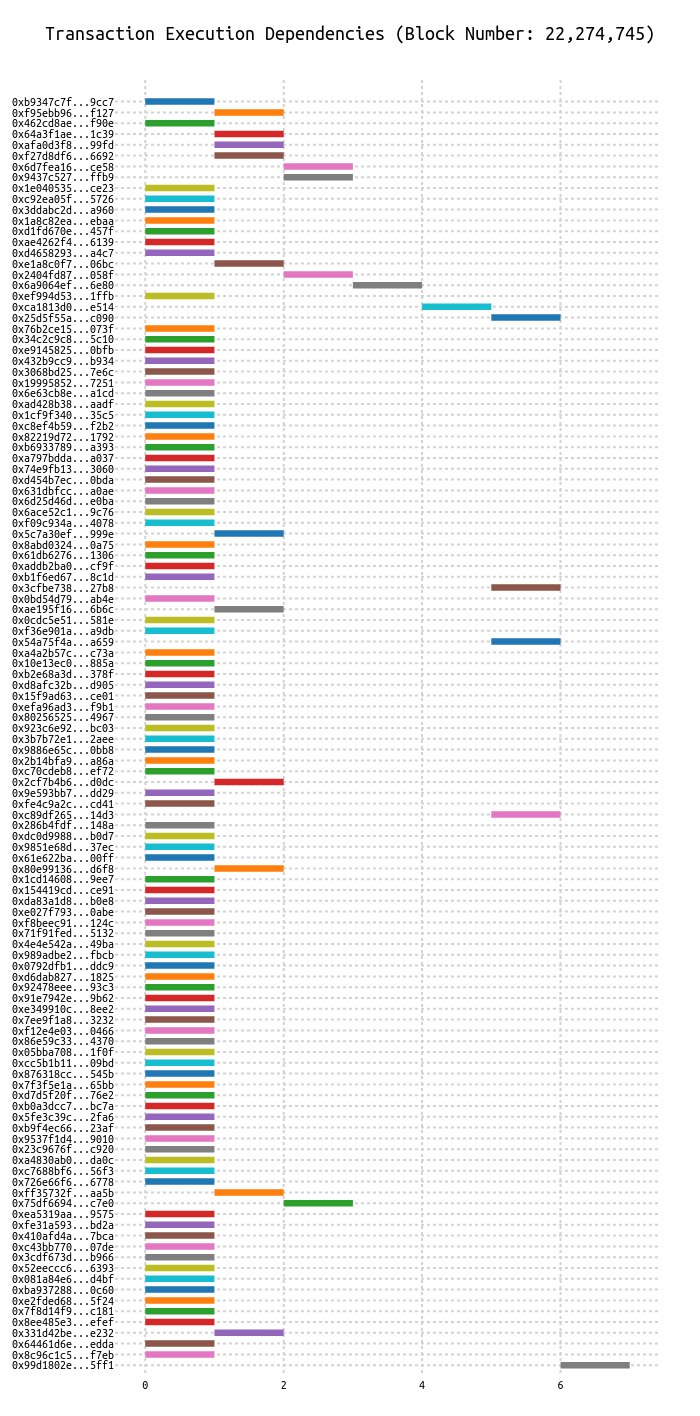 Transaction Execution Dependencies (Block Number: 22,274,745)
0xb9347c7f...9cc7
0xf95ebb96...f127
0x462cd8ae...f90e
0x64a3f1ae...1c39
0xafa0d3f8...99fd
0xf27d8df6...6692
0x6d7fea16...ce58
0x9437c527...ffb9
0x1e040535...ce23
0xc92ea05f...5726
0x3ddabc2d...a960
0x1a8c82ea...ebaa
0xd1fd670e...457f
0xae4262f4...6139
0xd4658293...a4c7
0xe1a8c0f7...06bc
0x2404fd87...058f
0x6a9064ef...6e80
0xef994d53...1ffb
0xca1813d0...e514
0x25d5f55a...c090
0x76b2ce15...073f
0x34c2c9c8...5c10
0xe9145825...0bfb
0x432b9cc9...b934
0x3068bd25...7e6c
0x19995852...7251
0x6e63cb8e...a1cd
0xad428b38...aadf
0x1cf9f340...35c5
0xc8ef4b59...f2b2
0x82219d72...1792
0xb6933789...a393
0xa797bdda...a037
0x74e9fb13...3060
0xd454b7ec...0bda
0x631dbfcc...a0ae
0x6d25d46d...e0ba
0x6ace52c1...9c76
0xf09c934a...4078
0x5c7a30ef...999e
0x8abd0324...0a75
0x61db6276...1306
0xaddb2ba0...cf9f
0xb1f6ed67...8c1d
0x3cfbe738...27b8
0x0bd54d79...ab4e
0xae195f16...6b6c
0x0cdc5e51...581e
0xf36e901a...a9db
0x54a75f4a...a659
0xa4a2b57c...c73a
0x10e13ec0...885a
0xb2e68a3d...378f
0xd8afc32b...d905
0x15f9ad63...ce01
0xefa96ad3...f9b1
0x80256525...4967
0x923c6e92...bc03
0x3b7b72e1...2aee
0x9886e65c...0bb8
0x2b14bfa9...a86a
0xc70cdeb8...ef72
0x2cf7b4b6...d0dc
0x9e593bb7...dd29
0xfe4c9a2c...cd41
0xc89df265...14d3
0x286b4fdf...148a
0xdc0d9988...b0d7
0x9851e68d...37ec
0x61e622ba...00ff
0x80e99136...d6f8
0x1cd14608...9ee7
0x154419cd...ce91
0xda83a1d8...b0e8
0xe027f793...0abe
0xf8beec91...124c
0x71f91fed...5132
0x4e4e542a...49ba
0x989adbe2...fbcb
0x0792dfb1...ddc9
0xd6dab827...1825
0x92478eee...93c3
0x91e7942e...9b62
0xe349910c...8ee2
0x7ee9f1a8...3232
0xf12e4e03...0466
0x86e59c33...4370
0x05bba708...1f0f
0xcc5b1b11...09bd
0x876318cc...545b
0x7f3f5e1a...65bb
0xd7d5f20f...76e2
0xb0a3dcc7...bc7a
0x5fe3c39c...2fa6
0xb9f4ec66...23af
0x9537f1d4...9010
0x23c9676f...c920
0xa4830ab0...da0c
0xc7688bf6...56f3
0x726e66f6...6778
0xff35732f...aa5b
0x75df6694...c7e0
0xea5319aa...9575
0xfe31a593...bd2a
0x410afd4a...7bca
0xc43bb770...07de
0x3cdf673d...b966
0x52eeccc6...6393
0x081a84e6...d4bf
0xba937288...0c60
0xe2fded68...5f24
0x7f8d14f9...c181
0x8ee485e3...efef
0x331d42be...e232
0x64461d6e...edda
0x8c96c1c5...f7eb
0x99d1802e...5ff1
0 2 4 6